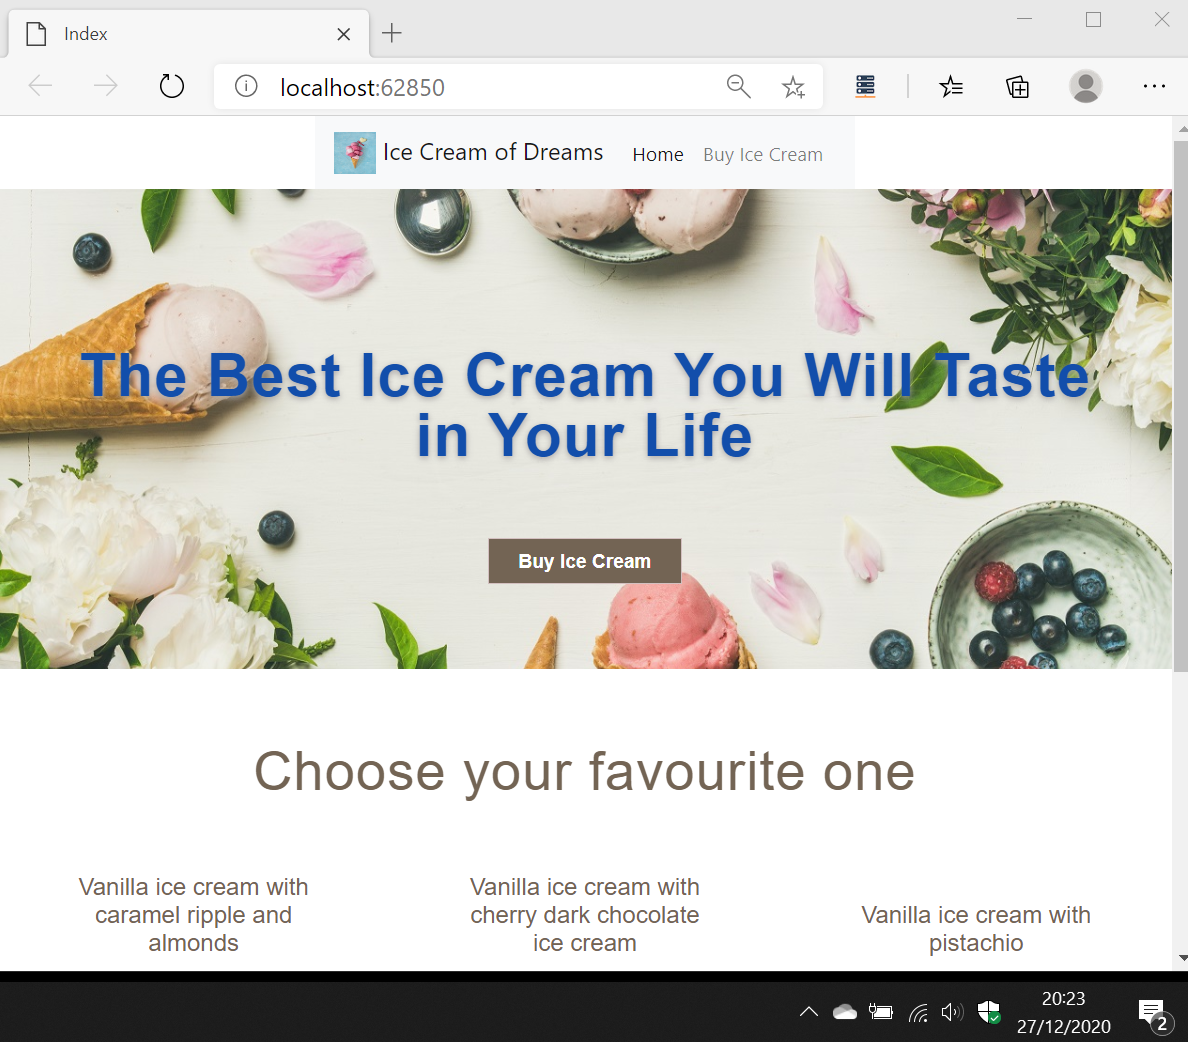 Index
localhost:62850
Ice Cream of Dreams Home Buy Ice Cream
The Best Ice Cream You Will Taste
in Your Life
Buy Ice Cream
Choose your favourite one
Vanilla ice cream with
caramel ripple and
almonds
Vanilla ice cream with
cherry dark chocolate
ice cream
Vanilla ice cream with
pistachio
20:23
27/12/2020
2